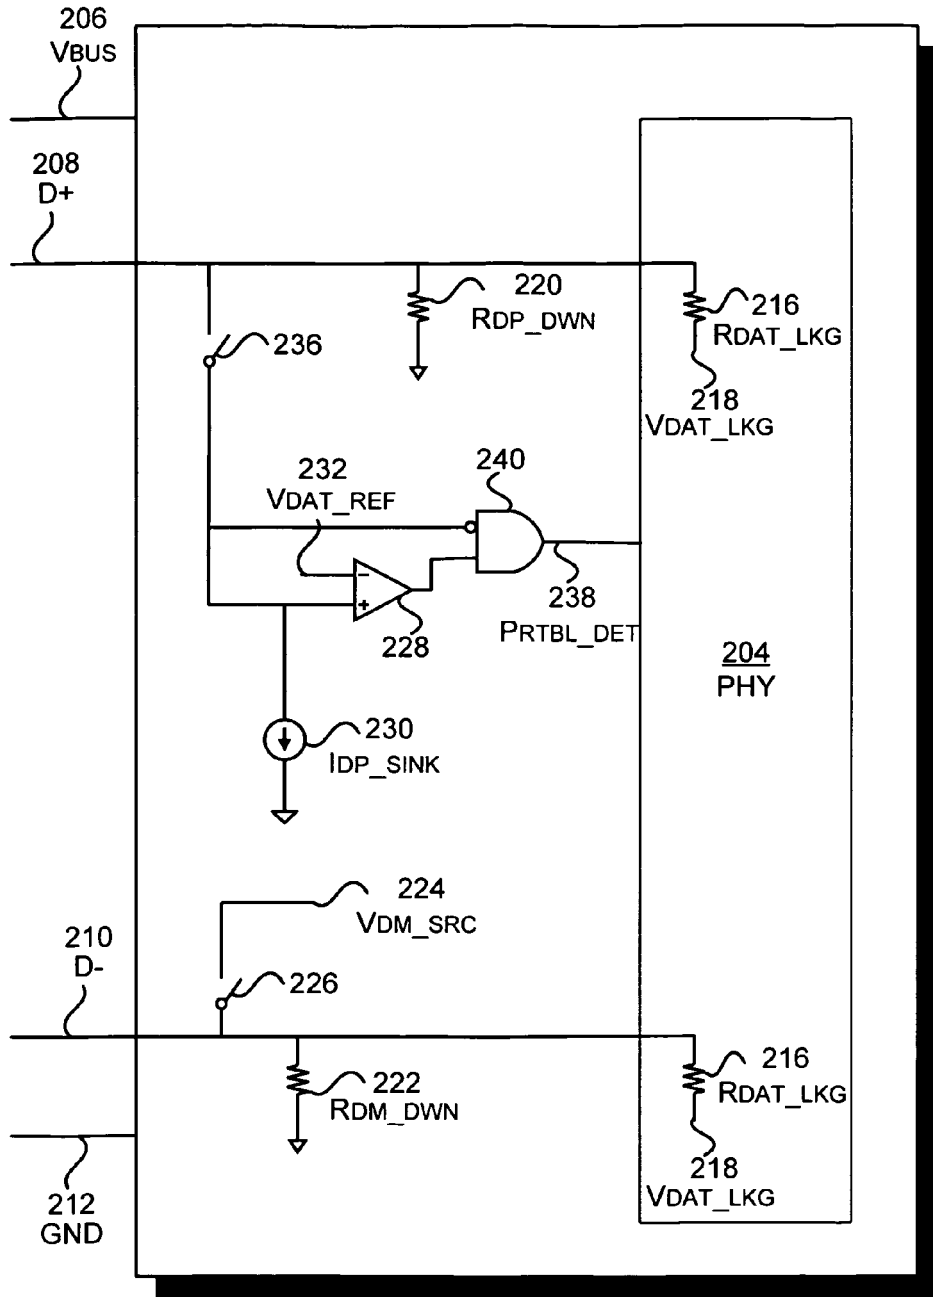 206
VBUS
208
D+
220
RDP_DWN
216
RDAT_LKG
218
VDAT_LKG
236
232
VDAT_REF
240
-
+
228
238
PRTBL_DET
204
PHY
230
IDP_SINK
224
VDM_SRC
210
D-
226
222
RDM_DWN
216
RDAT_LKG
218
VDAT_LKG
212
GND